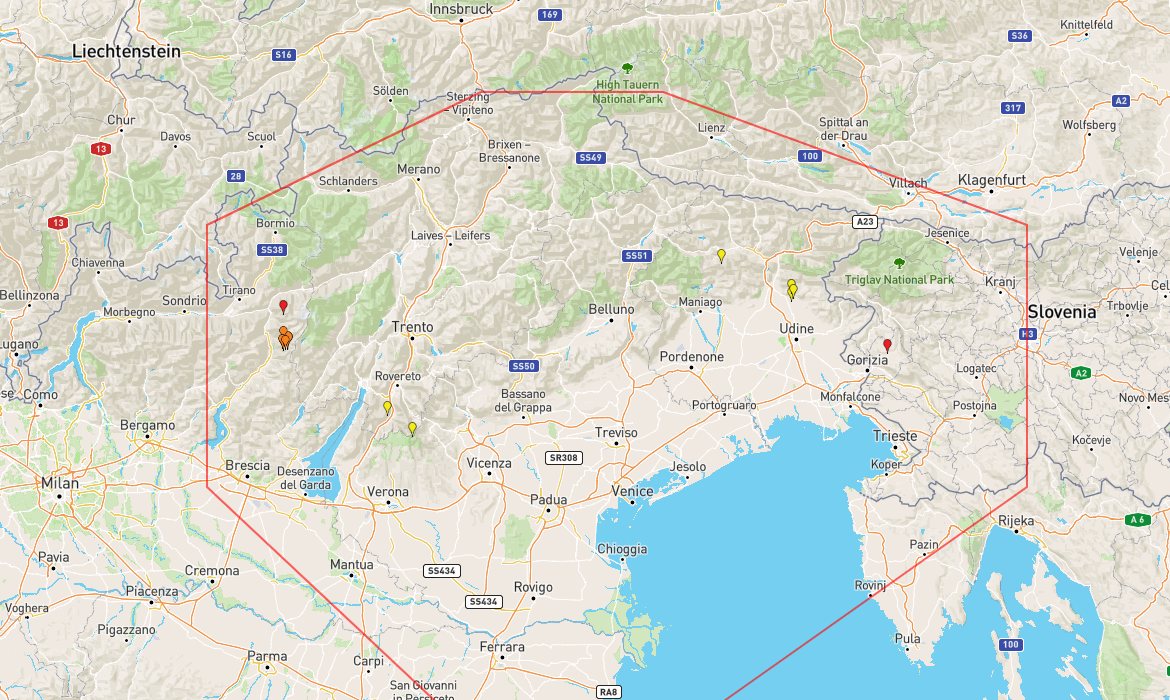 Innsbruck
169
Knittelfeld
S36
Liechtenstein
S16
High Tauern
National Park
Sölden
Sterzing
- Vipiteno
317
A2
Chur
Davos
Scuol
Lienz
Spittal an
der Drau
Wolfsberg
13
Brixen –
Bressanone
SS49
100
Merano
28
Schlanders
Villach
Klagenfurt
13
Bormio
A23
Laives – Leifers
Jesenice
SS38
SS51
Velenje
Chiavenna
Triglav National Park
Kranj
Bellinzona
Tirano
Sondrio
Cel
Morbegno
Belluno
Maniago
Slovenia
Trbovlje
Trento
Udine
H3
ugano
Pordenone
Gorizia
SS50
Logatec
A2
Rovereto
se
Como
Bassano
del Grappa
Monfalcone
Novo Mest
Portogruaro
Postojna
Bergamo
Treviso
Trieste
Kočevje
SR308
Brescia
Desenzano
del Garda
Vicenza
Jesolo
Koper
Milan
Verona
Padua
Venice
Rijeka
A 6
Pavia
Mantua
Chioggia
Pazin
Cremona
SS434
Piacenza
Rovigo
Rovinj
Voghera
SS434
Pigazzano
Ferrara
Pula
100
Parma
Carpi
San Giovanni
in Persiceto
RA8